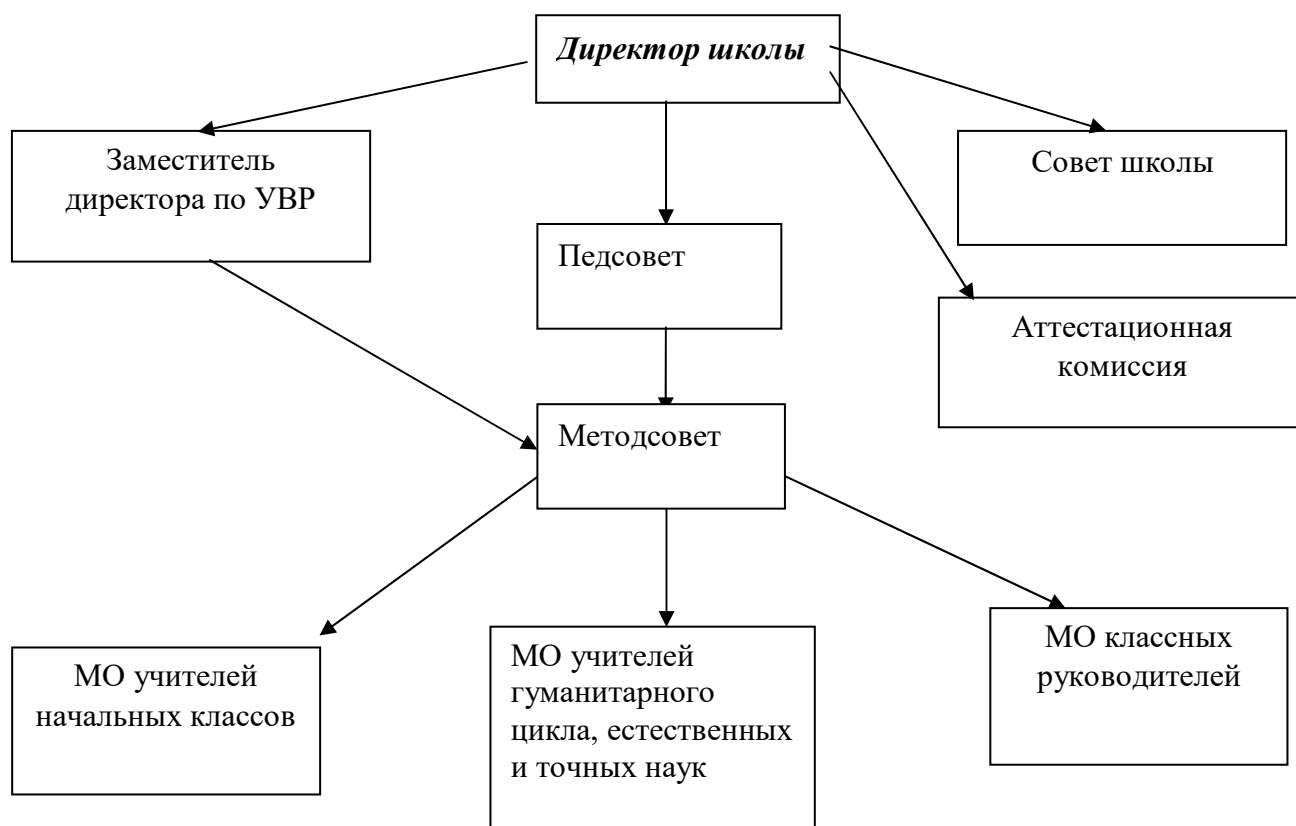 Директор школы
Заместитель
директора по УВР
Совет школы
Педсовет
Аттестационная
комиссия
Методсовет
МО учителей
начальных классов
МО учителей
гуманитарного
цикла, естественных
и точных наук
МО классных
руководителей